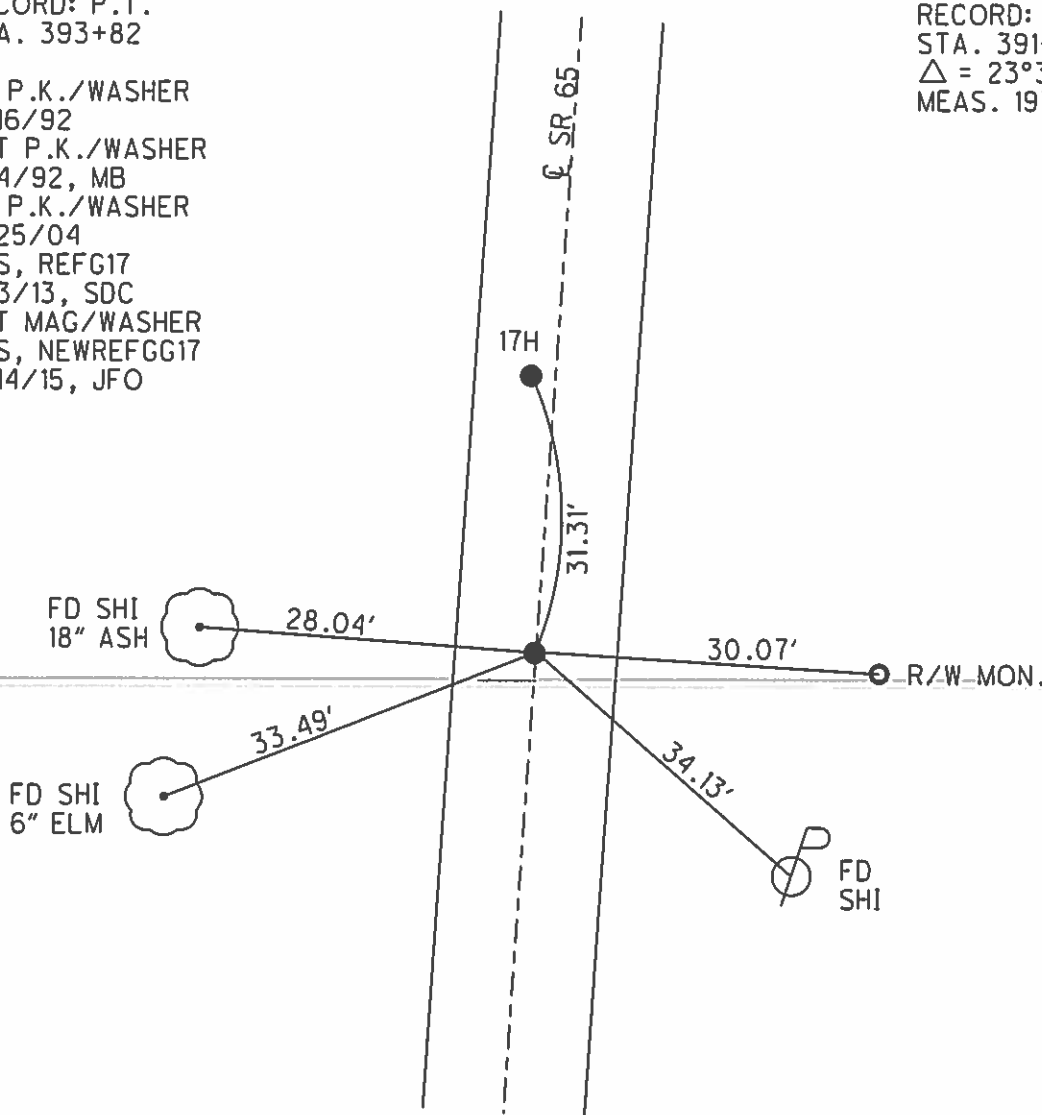 CORD: P.T.
A. 393+82
P.K./WASHER
16/92
T P.K./WASHER
4/92, MB
P.K./WASHER
25/04
S, REFG17
3/13, SDC
T MAG/WASHER
S, NEWREFGG17
14/15, JFO
RECORD:
STA. 391
△ = 23°3
MEAS. 19
℄ SR 65
17H
31.31'
FD SHI
18" ASH
28.04'
30.07'
R/W MON.
33.49'
34.13'
FD SHI
6" ELM
FD
SHI